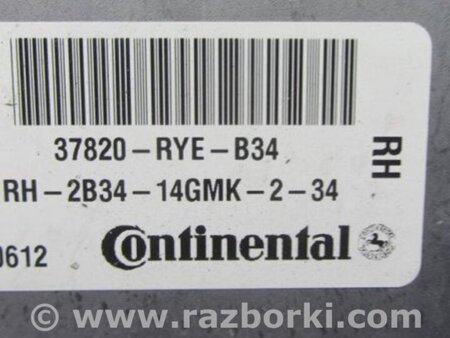 37820-RYE-B34
RH
RH-2B34-14GMK-2-34
0612
Continental
© www.razborki.com